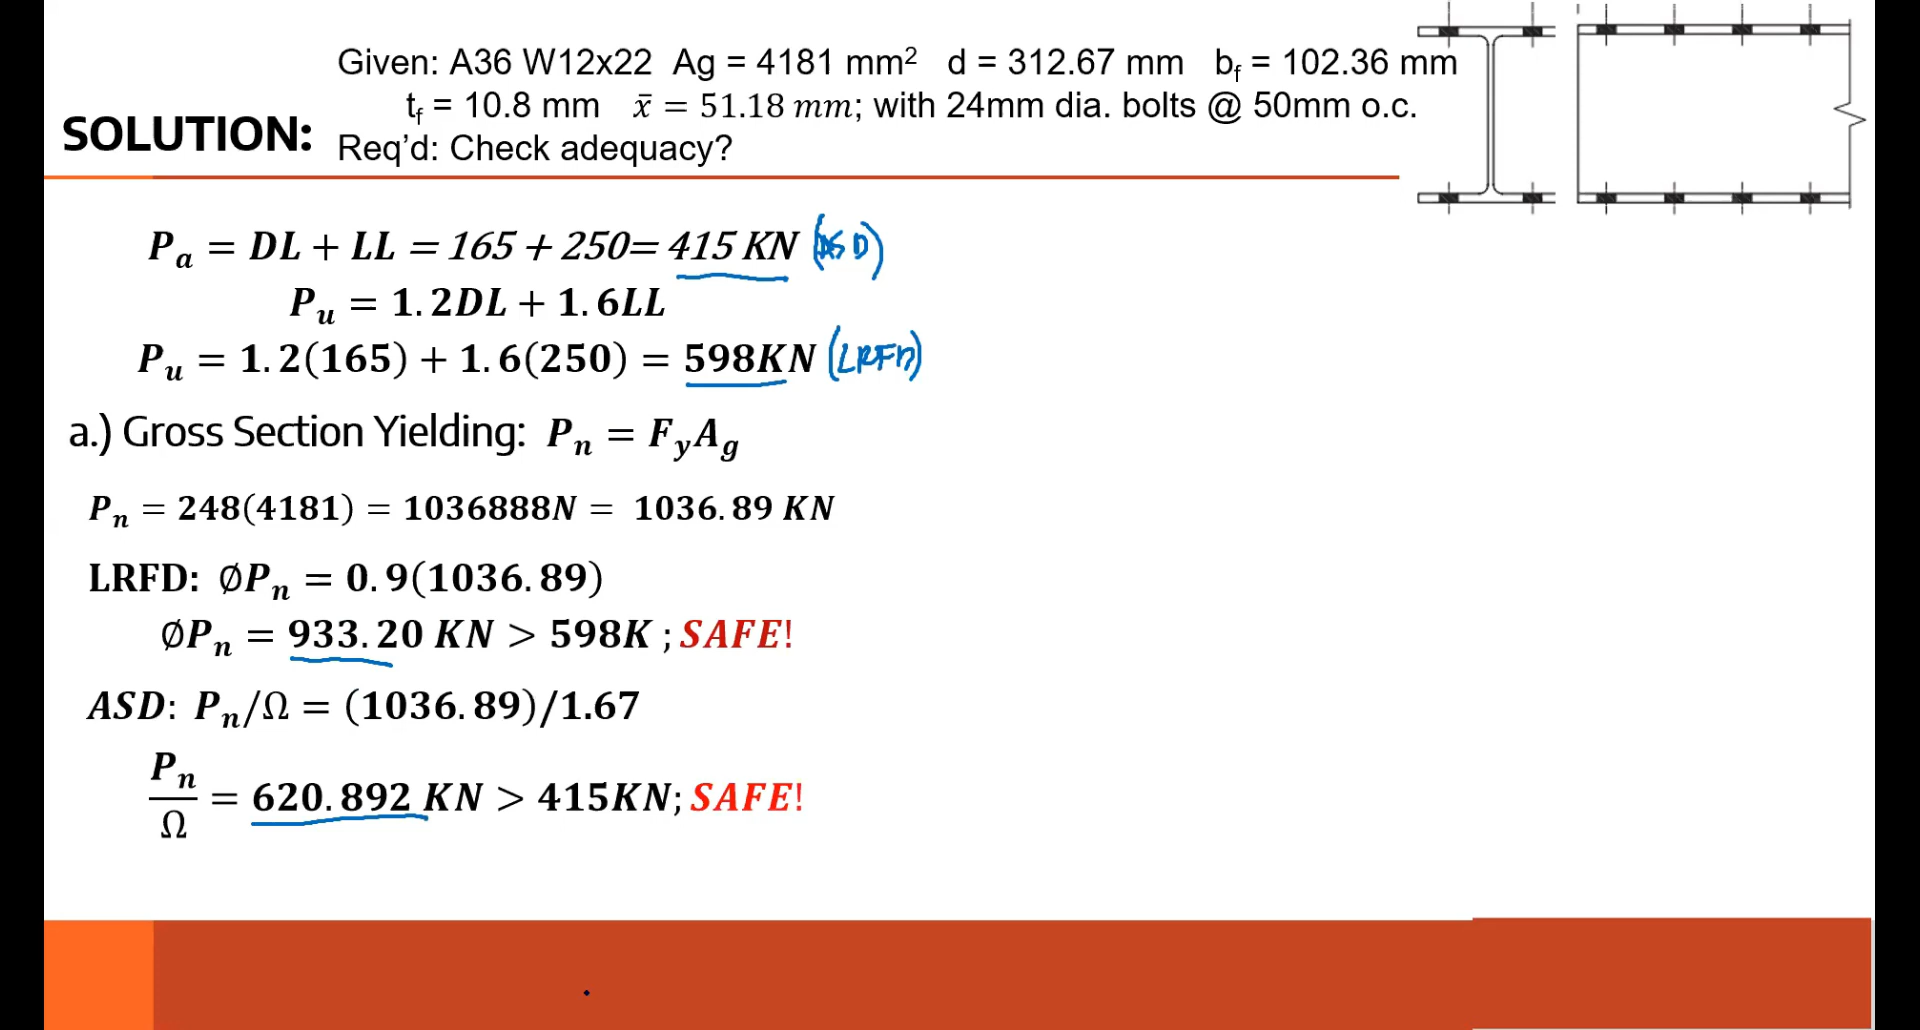 Given: A36 W12x22 Ag = 4181 mm² d = 312.67 mm b_f = 102.36 mm
t_f = 10.8 mm x̄ = 51.18 mm; with 24mm dia. bolts @ 50mm o.c.
SOLUTION:
Req'd: Check adequacy?
P_a = DL + LL = 165 + 250= 415 KN (ASD)
P_u = 1.2DL + 1.6LL
P_u = 1.2(165) + 1.6(250) = 598KN (LRFD)
a.) Gross Section Yielding: P_n = F_yA_g
P_n = 248(4181) = 1036888N = 1036.89 KN
LRFD: ∅P_n = 0.9(1036.89)
∅P_n = 933.20 KN > 598K ; SAFE!
ASD: P_n/Ω = (1036.89)/1.67
P_n/Ω = 620.892 KN > 415KN; SAFE!